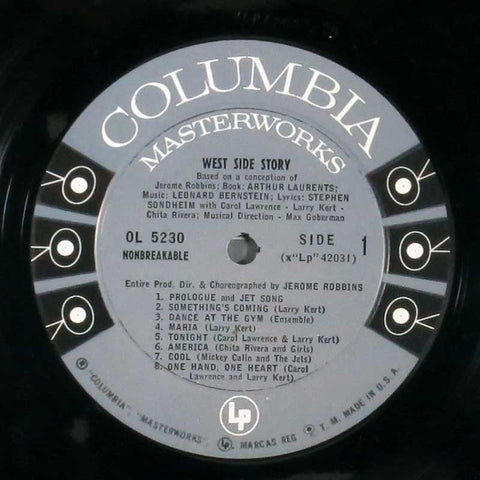 COLUMBIA
MASTERWORKS
WEST SIDE STORY
Based on a conception of
Jerome Robbins; Book: ARTHUR LAURENTS;
Music: LEONARD BERNSTEIN; Lyrics: STEPHEN
SONDHEIM with Carol Lawrence - Larry Kert -
Chita Rivera; Musical Direction - Max Goberman
OL 5230
NONBREAKABLE
SIDE 1
(x"Lp"42031)
Entire Prod. Dir. & Choreographed by JEROME ROBBINS
1. PROLOGUE and JET SONG
2. SOMETHING'S COMING (Larry Kert)
3. DANCE AT THE GYM (Ensemble)
4. MARIA (Larry Kert)
5. TONIGHT (Carol Lawrence & Larry Kert)
6. AMERICA (Chita Rivera and Girls)
7. COOL (Mickey Calin and The Jets)
8. ONE HAND, ONE HEART (Carol
Lawrence and Larry Kert)
Lp
® "COLUMBIA", "MASTERWORKS", MARCAS REG. T. M. MADE IN U.S.A.